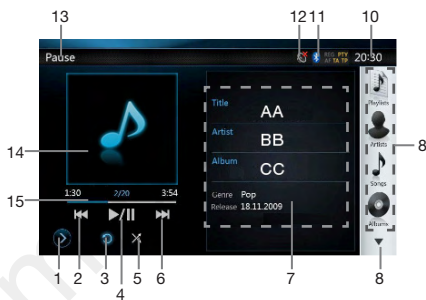 13 12 11 10
Pause REG PTY AF TA TP 20:30
Playlists
Artists
Songs
Albums
8
Title
AA
Artist
BB
Album
CC
Genre Pop
Release 18.11.2009
14
1:30 2/20 3:54
15
1 2 3 4 5 6 7 8